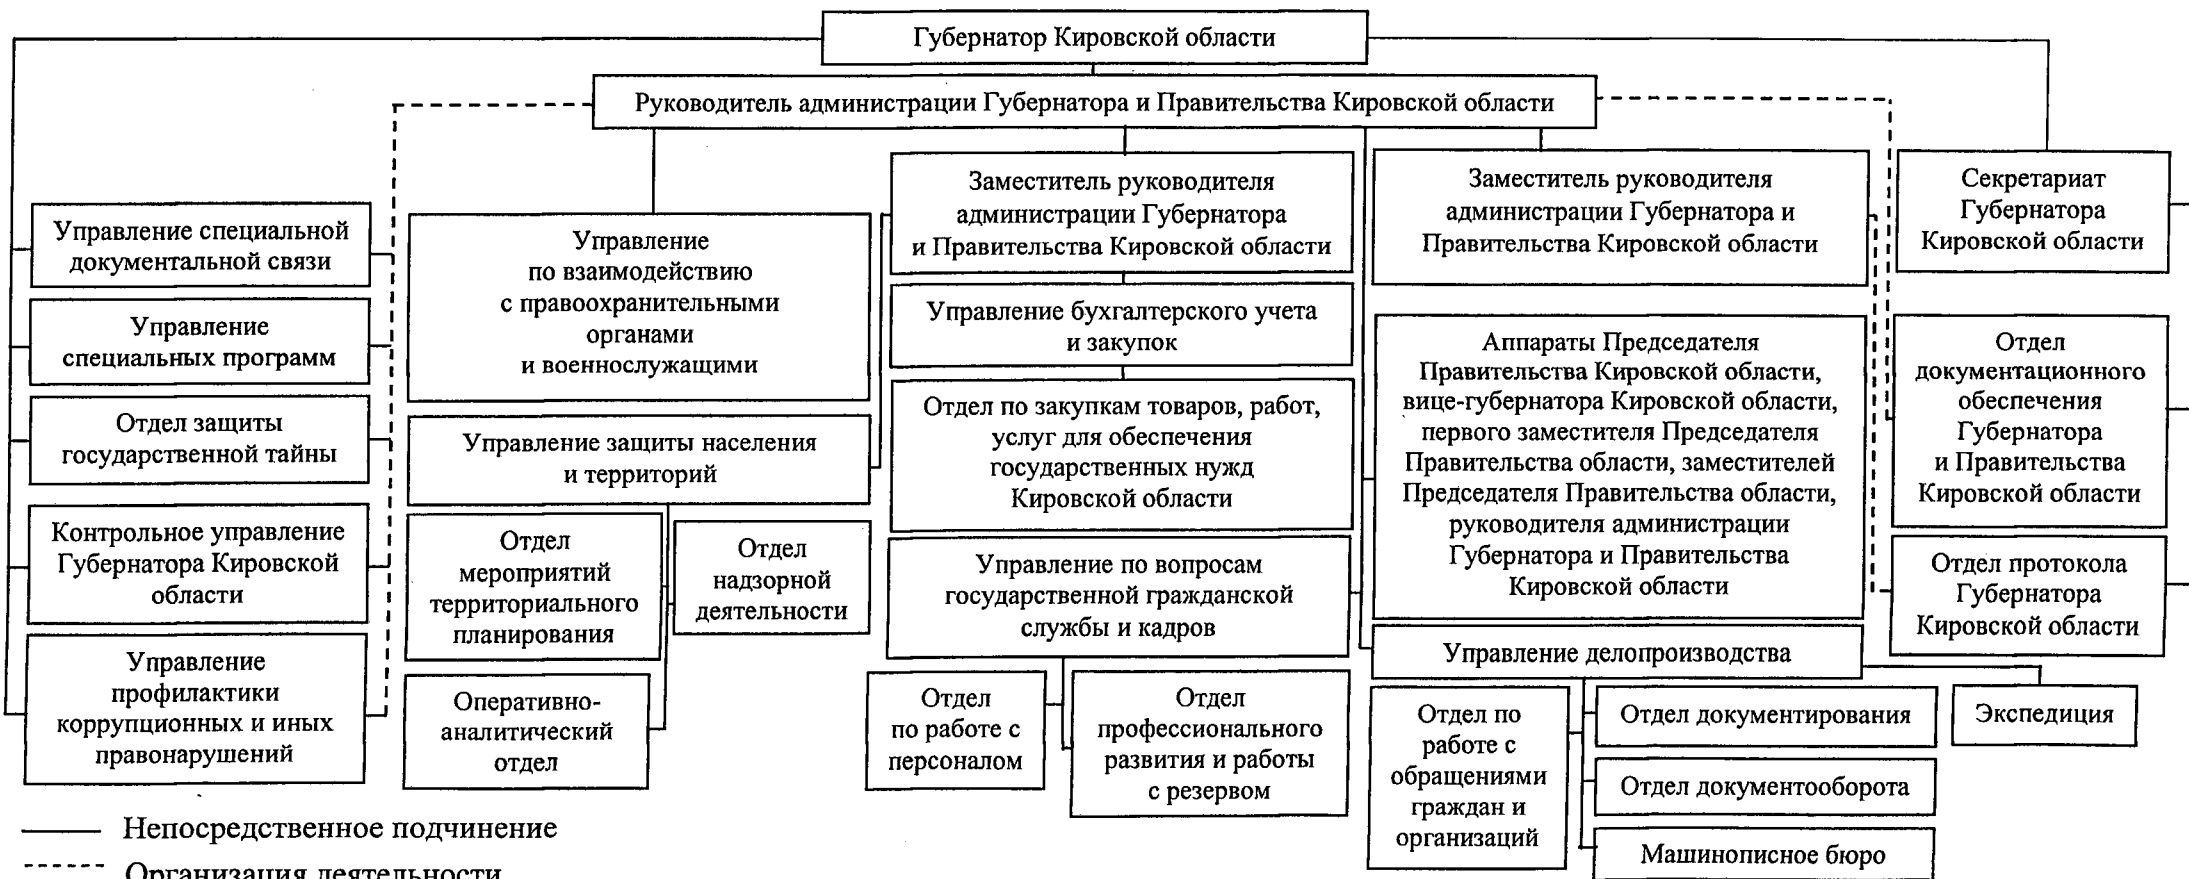 Губернатор Кировской области
Руководитель администрации Губернатора и Правительства Кировской области
Управление специальной
документальной связи
Управление
специальных программ
Отдел защиты
государственной тайны
Контрольное управление
Губернатора Кировской
области
Управление
профилактики
коррупционных и иных
правонарушений
Управление
по взаимодействию
с правоохранительными
органами
и военнослужащими
Управление защиты населения
и территорий
Отдел
мероприятий
территориального
планирования
Отдел
надзорной
деятельности
Оперативно-
аналитический
отдел
Заместитель руководителя
администрации Губернатора
и Правительства Кировской области
Управление бухгалтерского учета
и закупок
Отдел по закупкам товаров, работ,
услуг для обеспечения
государственных нужд
Кировской области
Управление по вопросам
государственной гражданской
службы и кадров
Отдел
по работе с
персоналом
Отдел
профессионального
развития и работы
с резервом
Заместитель руководителя
администрации Губернатора и
Правительства Кировской области
Аппараты Председателя
Правительства Кировской области,
вице-губернатора Кировской области,
первого заместителя Председателя
Правительства области, заместителей
Председателя Правительства области,
руководителя администрации
Губернатора и Правительства
Кировской области
Управление делопроизводства
Отдел по
работе с
обращениями
граждан и
организаций
Отдел документирования
Отдел документооборота
Машинописное бюро
Экспедиция
Секретариат
Губернатора
Кировской области
Отдел
документационного
обеспечения
Губернатора
и Правительства
Кировской области
Отдел протокола
Губернатора
Кировской области
Непосредственное подчинение
Организация деятельности